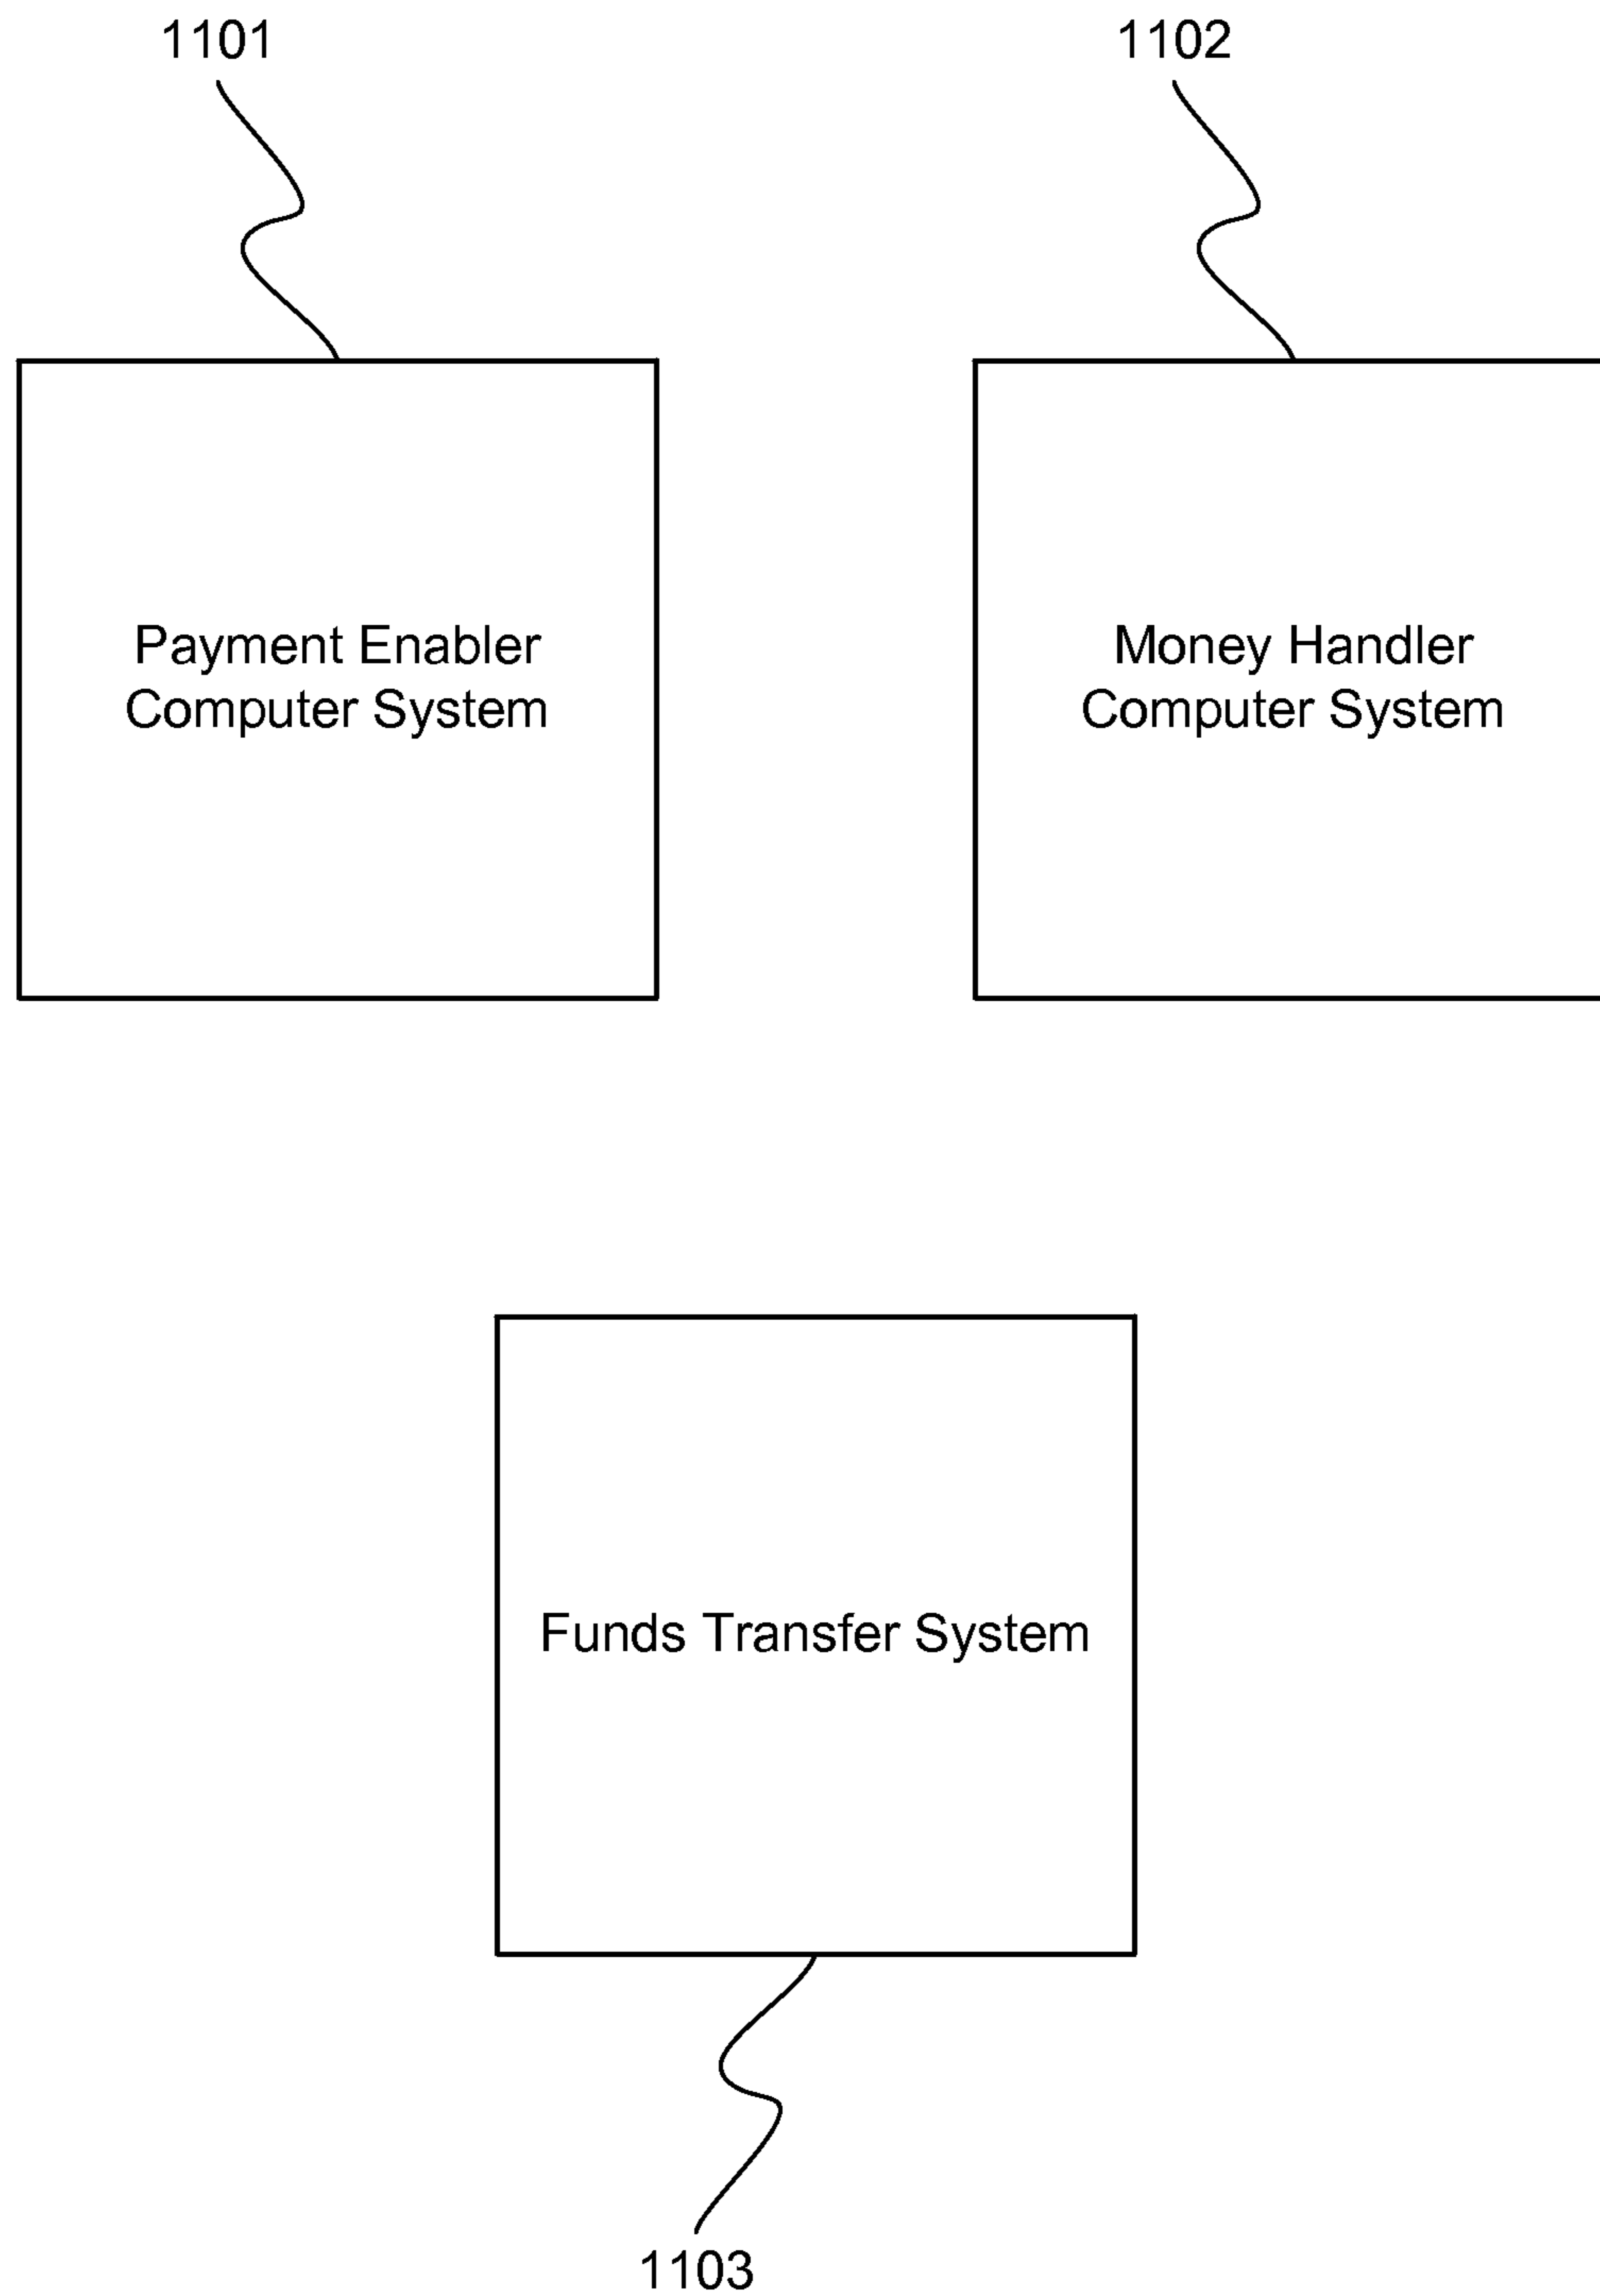 1101
1102
Payment Enabler
Computer System
Money Handler
Computer System
Funds Transfer System
1103